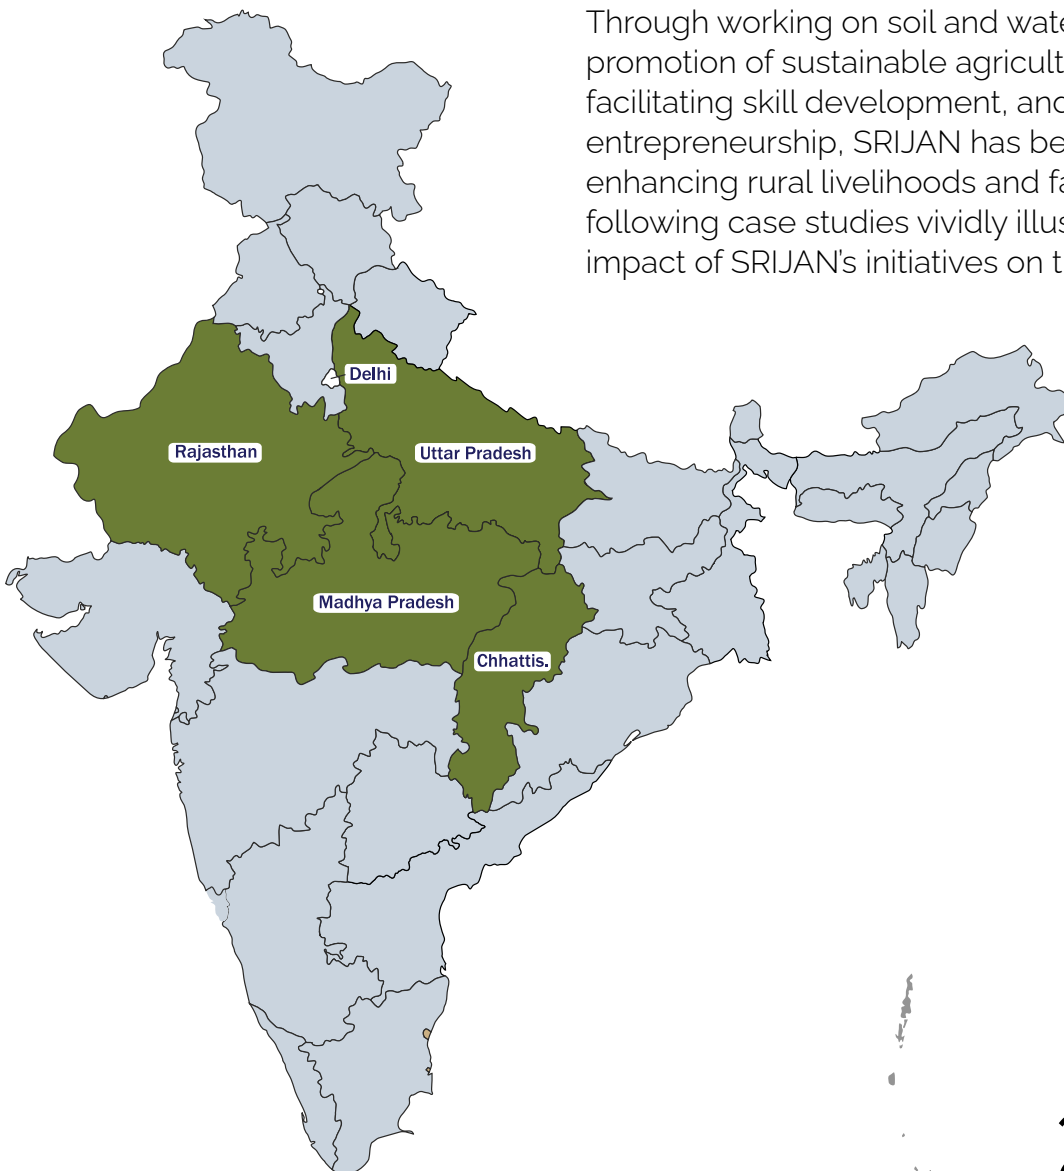 Through working on soil and wate
promotion of sustainable agricult
facilitating skill development, and
entrepreneurship, SRIJAN has be
enhancing rural livelihoods and fa
following case studies vividly illus
impact of SRIJAN’s initiatives on t
Delhi
Rajasthan
Uttar Pradesh
Madhya Pradesh
Chhattis.